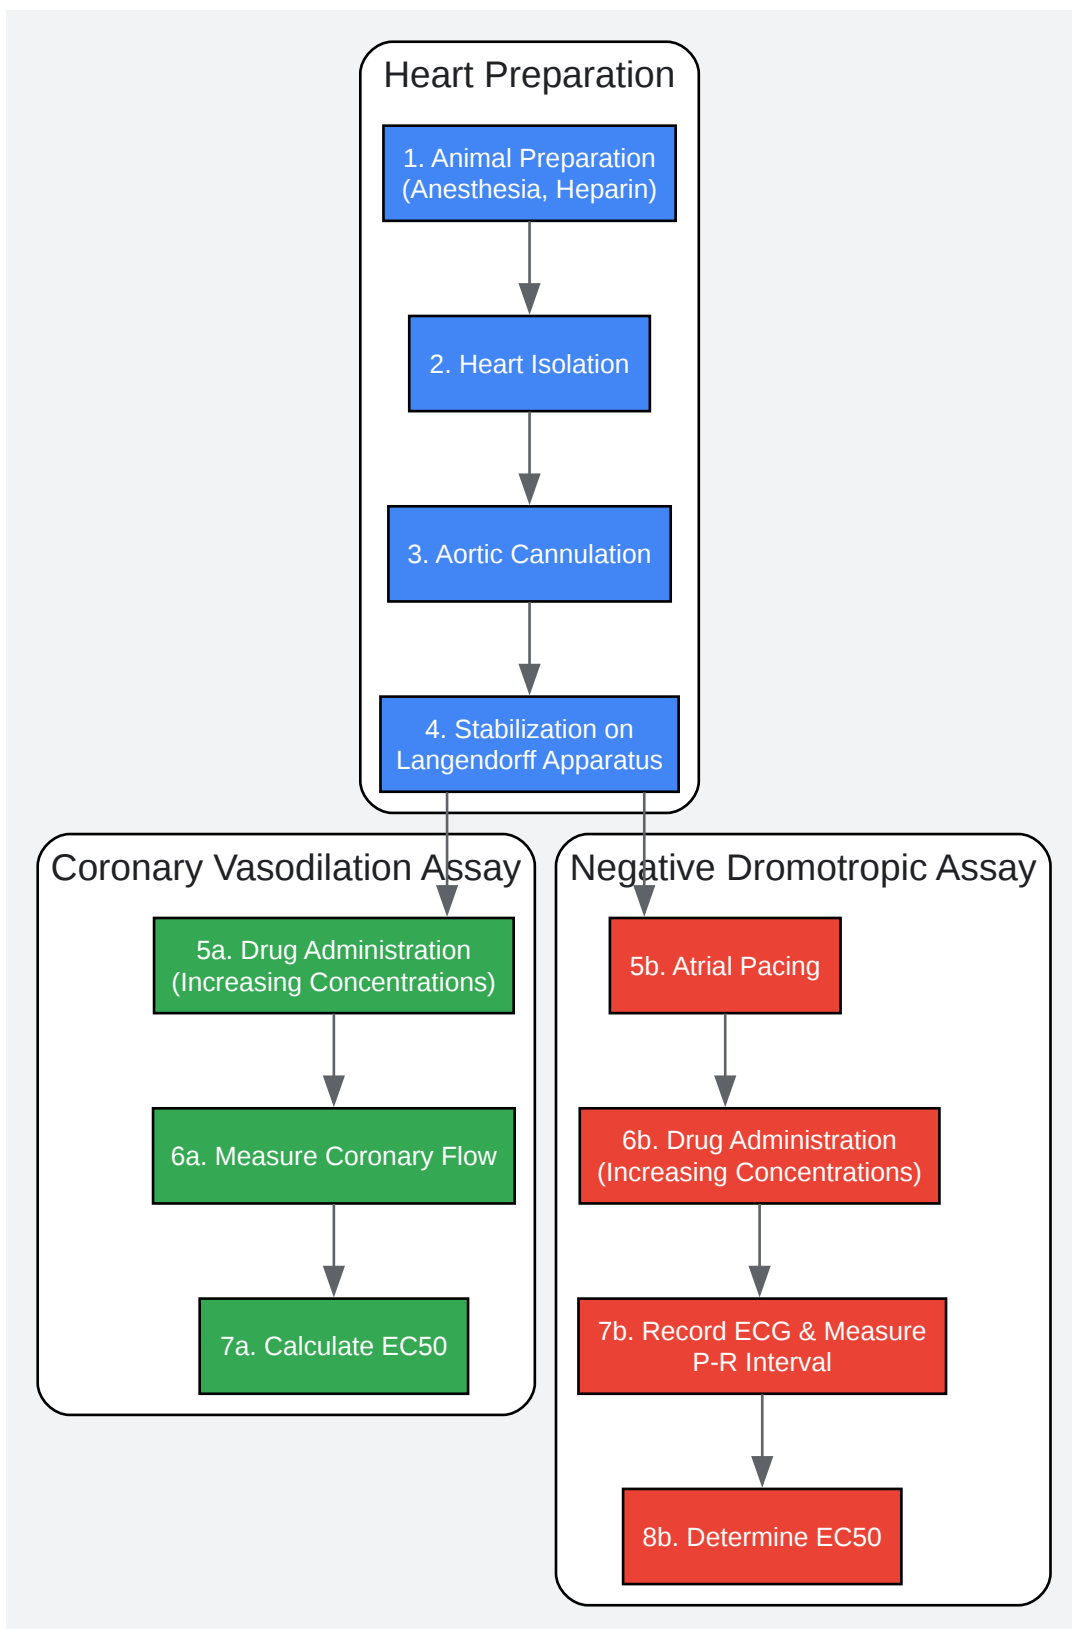 Heart Preparation
1. Animal Preparation
(Anesthesia, Heparin)
2. Heart Isolation
3. Aortic Cannulation
4. Stabilization on
Langendorff Apparatus
Coronary Vasodilation Assay
5a. Drug Administration
(Increasing Concentrations)
6a. Measure Coronary Flow
7a. Calculate EC50
Negative Dromotropic Assay
5b. Atrial Pacing
6b. Drug Administration
(Increasing Concentrations)
7b. Record ECG & Measure
P-R Interval
8b. Determine EC50